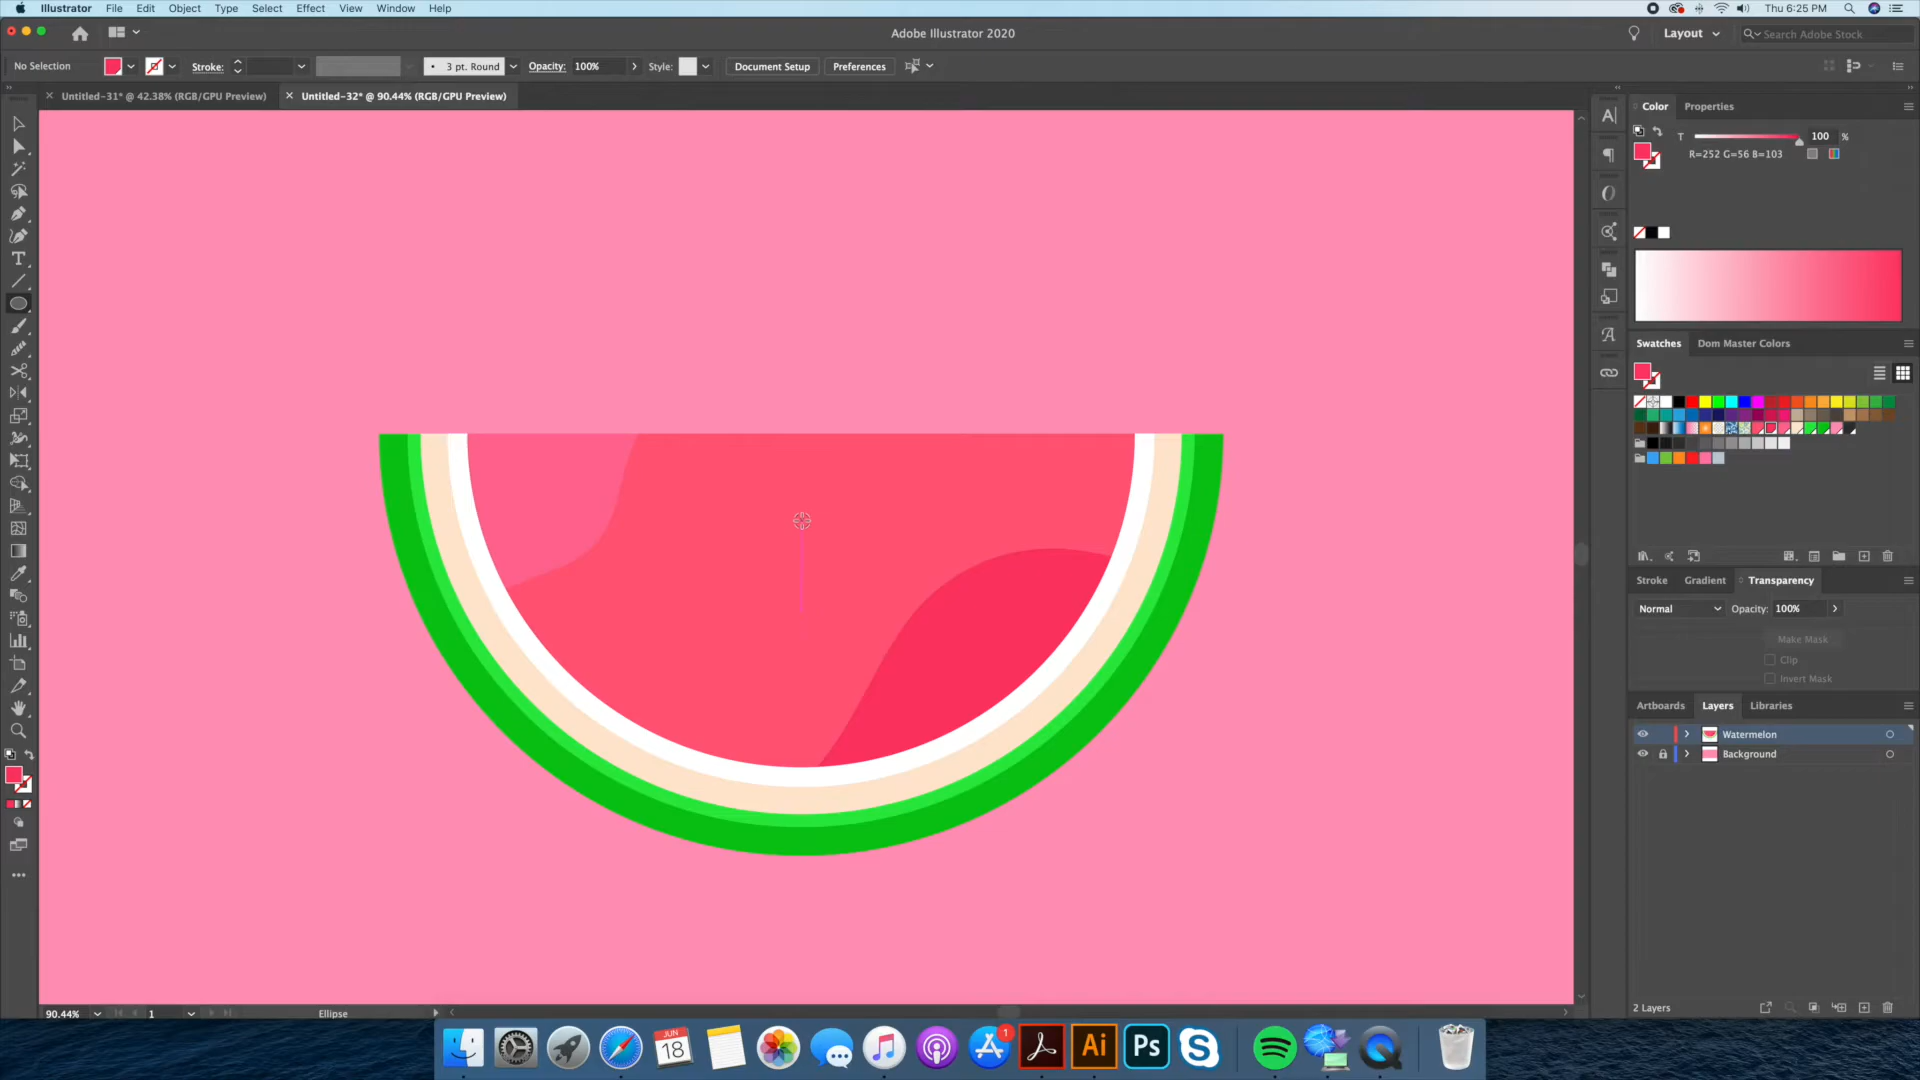 Illustrator File Edit Object Type Select Effect View Window Help
Thu 6:25 PM
Adobe Illustrator 2020
Layout
Search Adobe Stock
No Selection
Stroke:
3 pt. Round
Opacity: 100%
Style:
Document Setup
Preferences
Untitled-31* @ 42.38% (RGB/GPU Preview)
Untitled-32* @ 90.44% (RGB/GPU Preview)
Color Properties
T 100 %
R=252 G=56 B=103
Swatches Dom Master Colors
Stroke Gradient Transparency
Normal Opacity: 100%
Make Mask
Clip
Invert Mask
Artboards Layers Libraries
Watermelon
Background
2 Layers
90.44% 1 Ellipse
JUN
18
1
Ai
Ps